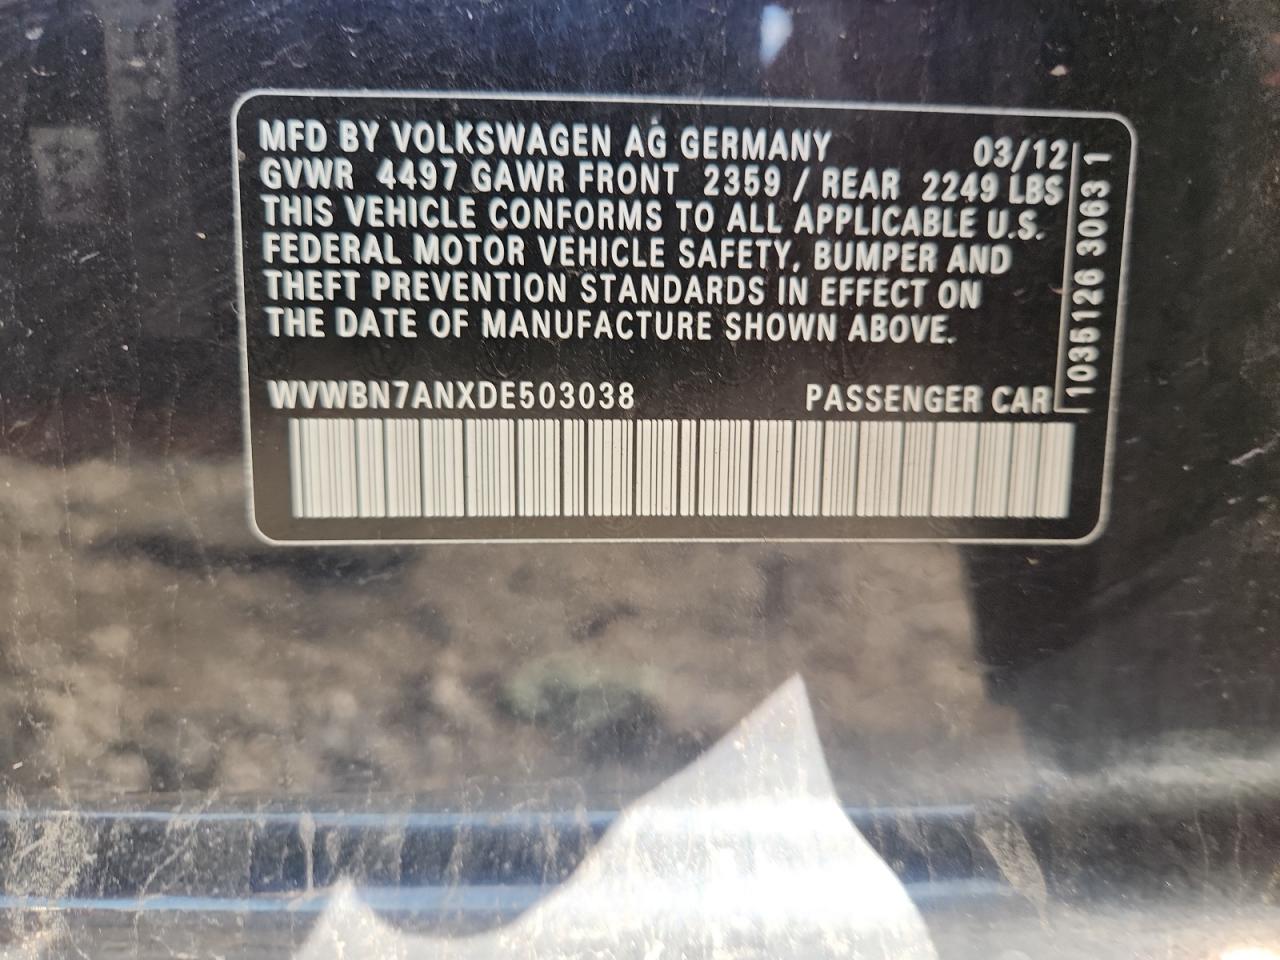 MFD BY VOLKSWAGEN AG GERMANY 03/12
GVWR 4497 GAWR FRONT 2359 / REAR 2249 LBS
THIS VEHICLE CONFORMS TO ALL APPLICABLE U.S.
FEDERAL MOTOR VEHICLE SAFETY, BUMPER AND
THEFT PREVENTION STANDARDS IN EFFECT ON
THE DATE OF MANUFACTURE SHOWN ABOVE.
WVWBN7ANXDE503038 PASSENGER CAR
1035126 3063 1